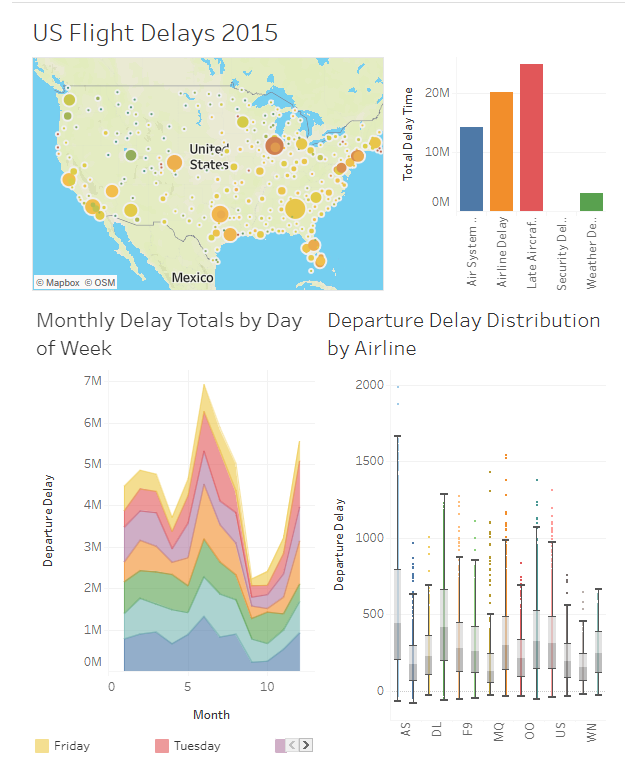 US Flight Delays 2015
United
States
Mexico
© Mapbox © OSM
Total Delay Time
20M
10M
0M
Air System ..
Airline Delay
Late Aircraf..
Security Del..
Weather De..
Monthly Delay Totals by Day
of Week
Departure Delay
7M
6M
5M
4M
3M
2M
1M
0M
0
5
10
Month
Friday
Tuesday
Departure Delay Distribution
by Airline
Departure Delay
2000
1500
1000
500
0
AS
DL
F9
MQ
OO
US
WN